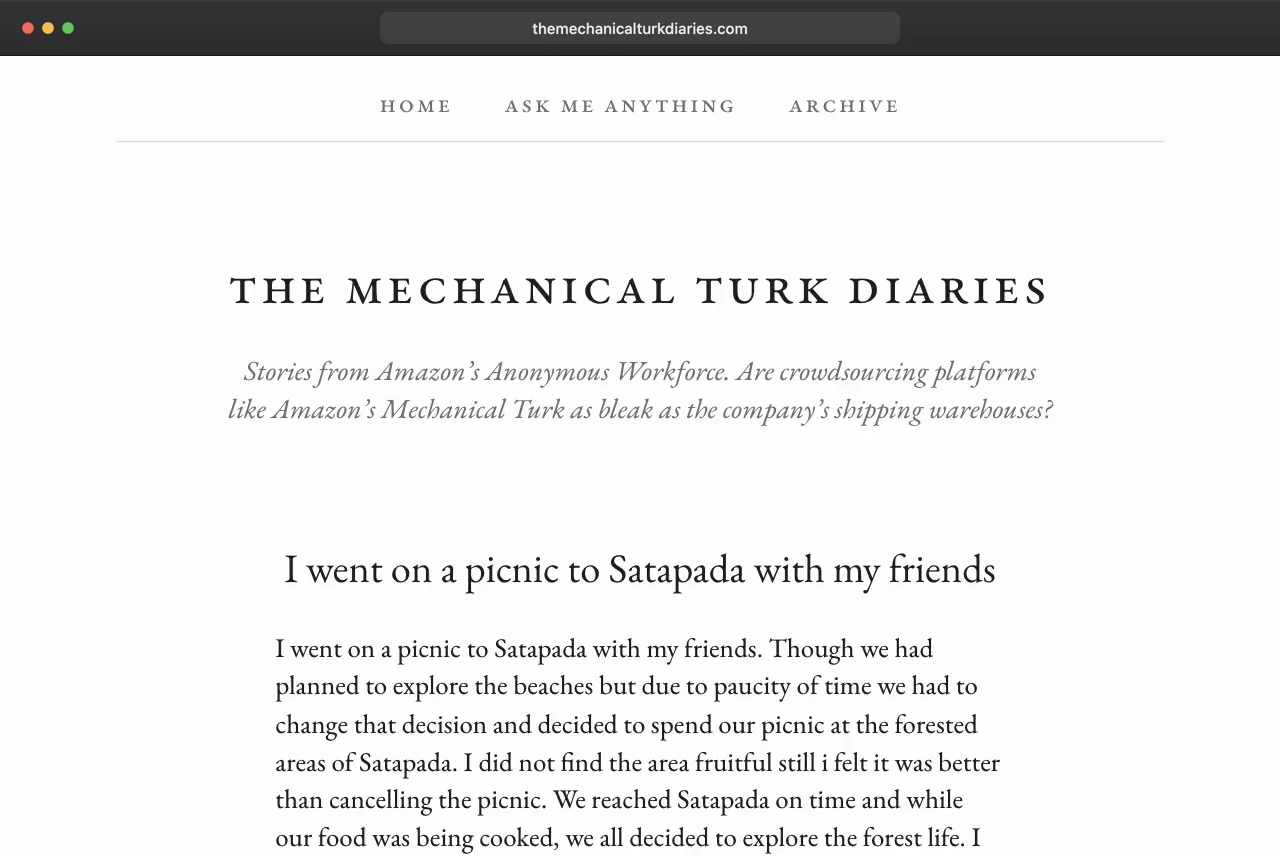 themechanicalturkdiaries.com
HOME ASK ME ANYTHING ARCHIVE
THE MECHANICAL TURK DIARIES
Stories from Amazon’s Anonymous Workforce. Are crowdsourcing platforms
like Amazon’s Mechanical Turk as bleak as the company’s shipping warehouses?
I went on a picnic to Satapada with my friends
I went on a picnic to Satapada with my friends. Though we had
planned to explore the beaches but due to paucity of time we had to
change that decision and decided to spend our picnic at the forested
areas of Satapada. I did not find the area fruitful still i felt it was better
than cancelling the picnic. We reached Satapada on time and while
our food was being cooked, we all decided to explore the forest life. I